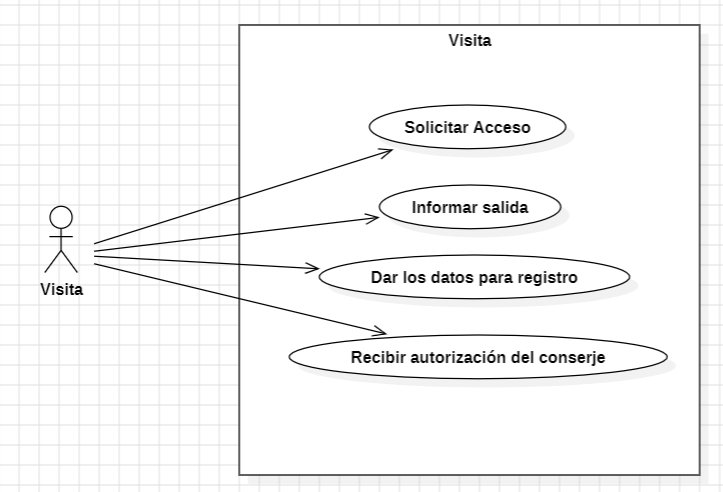 Visita
Solicitar Acceso
Informar salida
Dar los datos para registro
Visita
Recibir autorización del conserje